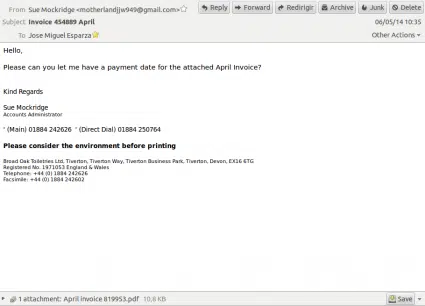 From Sue Mockridge <motherlandjjw949@gmail.com> Reply Forward Redirigir Archive Junk Delete
Subject Invoice 454889 April 06/05/14 10:35
To Jose Miguel Esparza Other Actions
Hello,
Please can you let me have a payment date for the attached April Invoice?
Kind Regards
Sue Mockridge
Accounts Administrator
' (Main) 01884 242626 ' (Direct Dial) 01884 250764
Please consider the environment before printing
Broad Oak Toiletries Ltd, Tiverton, Tiverton Way, Tiverton Business Park, Tiverton, Devon, EX16 6TG
Registered No. 1971053 England & Wales
Telephone: +44 (0) 1884 242626
Facsimile: +44 (0) 1884 242602
1 attachment: April invoice 819953.pdf 10,8 KB Save